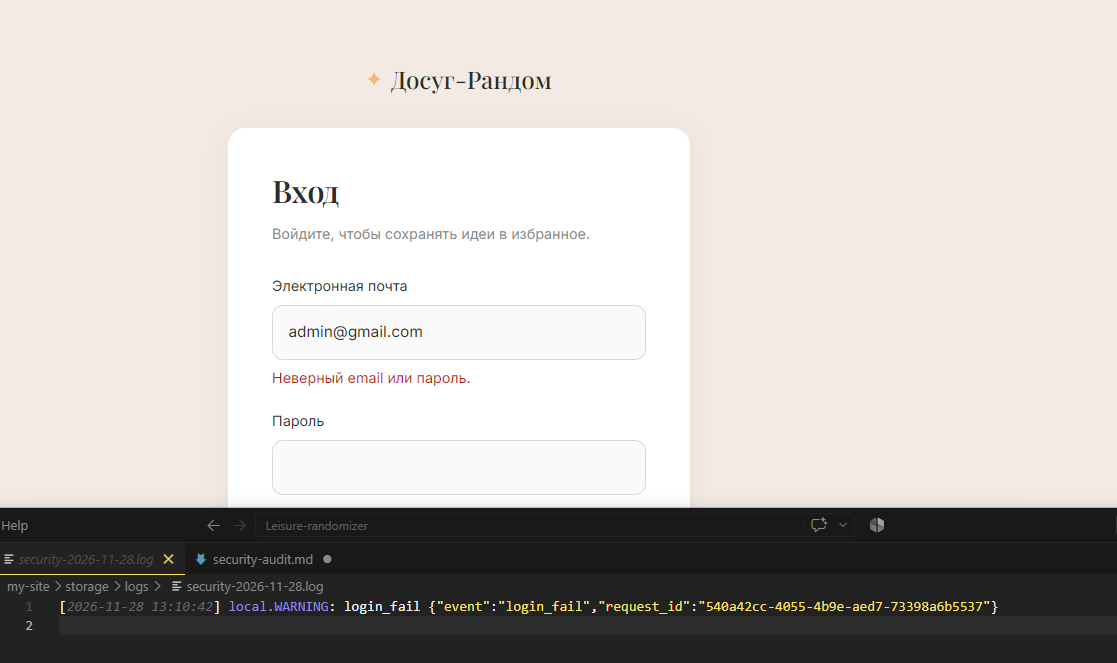 Досуг-Рандом
Вход
Войдите, чтобы сохранять идеи в избранное.
Электронная почта
admin@gmail.com
Неверный email или пароль.
Пароль
Help
Leisure-randomizer
security-2026-11-28.log
security-audit.md
my-site > storage > logs > security-2026-11-28.log
1 [2026-11-28 13:10:42] local.WARNING: login_fail {"event":"login_fail","request_id":"540a42cc-4055-4b9e-aed7-73398a6b5537"}
2